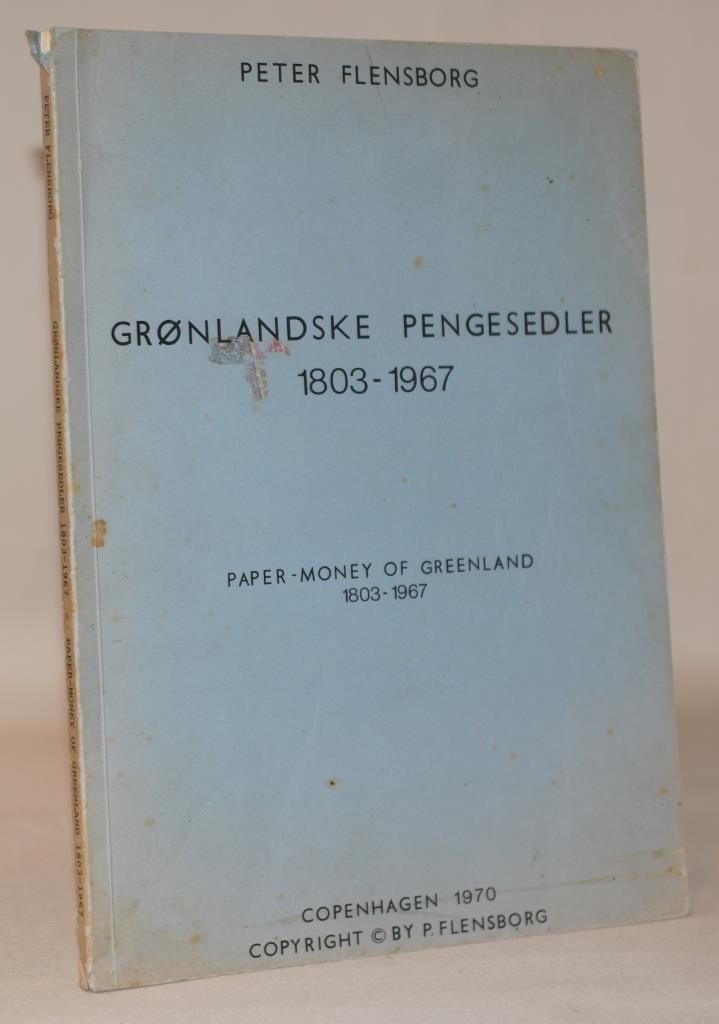 PETER FLENSBORG
GRØNLANDSKE PENGESEDLER
1803-1967
PAPER-MONEY OF GREENLAND
1803-1967
COPENHAGEN 1970
COPYRIGHT © BY P. FLENSBORG
PETER FLENSBORG GRØNLANDSKE PENGESEDLER 1803-1967 - PAPER-MONEY OF GREENLAND 1803-1967